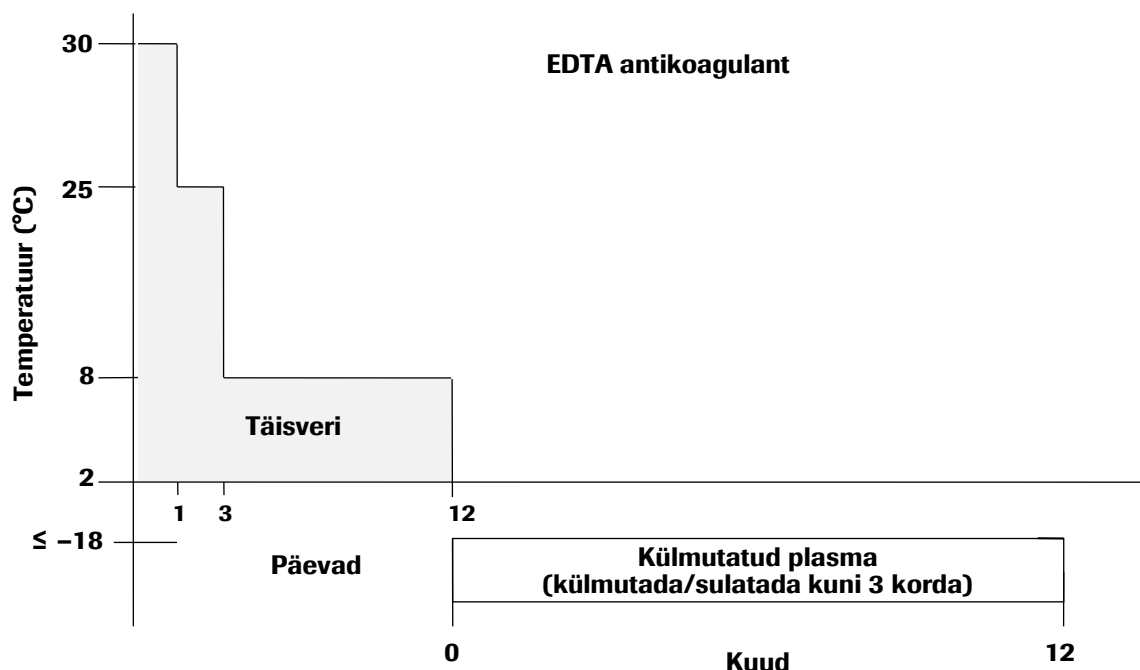 EDTA antikoagulant
Temperatuur (°C)
30
25
8
2
≤ –18
Täisveri
1 3 12
Päevad
Külmutatud plasma
(külmutada/sulatada kuni 3 korda)
0 12
Kuud